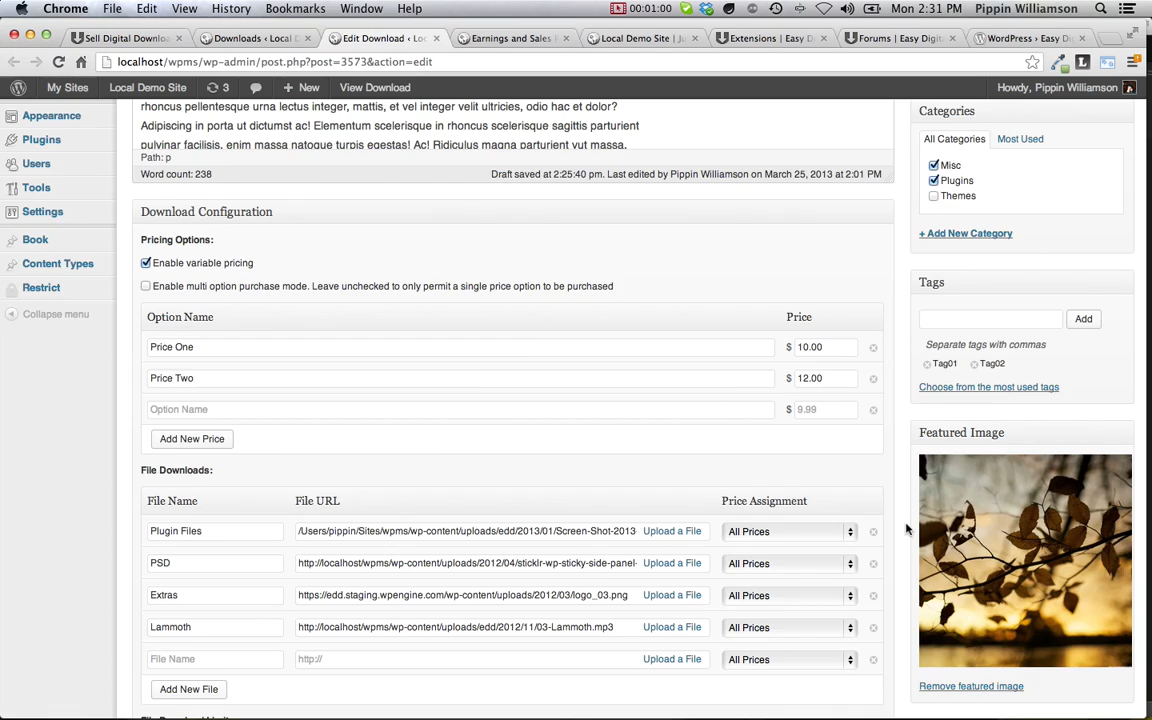 Chrome File Edit View History Bookmarks Window Help 00:01:00 Mon 2:31 PM Pippin Williamson
Sell Digital Downlo Downloads ‹ Local D Edit Download ‹ Loc Earnings and Sales Local Demo Site | Ju Extensions | Easy D Forums | Easy Digit WordPress › Easy D
localhost/wpms/wp-admin/post.php?post=3573&action=edit
My Sites Local Demo Site 3 New View Download Howdy, Pippin Williamson
Appearance
Plugins
Users
Tools
Settings
Book
Content Types
Restrict
Collapse menu
rhoncus pellentesque urna lectus integer, mattis, et vel integer velit ultricies, odio hac et dolor?
Adipiscing in porta ut dictumst ac! Elementum scelerisque in rhoncus scelerisque sagittis parturient
pulvinar facilisis, enim massa natoque turpis egestas! Ac! Ridiculus magna parturient vut massa,
Path: p
Word count: 238 Draft saved at 2:25:40 pm. Last edited by Pippin Williamson on March 25, 2013 at 2:01 PM
Download Configuration
Pricing Options:
Enable variable pricing
Enable multi option purchase mode. Leave unchecked to only permit a single price option to be purchased
Option Name Price
Price One $ 10.00
Price Two $ 12.00
Option Name $ 9.99
Add New Price
File Downloads:
File Name File URL Price Assignment
Plugin Files /Users/pippin/Sites/wpms/wp-content/uploads/edd/2013/01/Screen-Shot-2013- Upload a File All Prices
PSD http://localhost/wpms/wp-content/uploads/2012/04/sticklr-wp-sticky-side-panel- Upload a File All Prices
Extras https://edd.staging.wpengine.com/wp-content/uploads/2012/03/logo_03.png Upload a File All Prices
Lammoth http://localhost/wpms/wp-content/uploads/edd/2012/11/03-Lammoth.mp3 Upload a File All Prices
File Name http:// Upload a File All Prices
Add New File
Categories
All Categories Most Used
Misc
Plugins
Themes
+ Add New Category
Tags
Add
Separate tags with commas
Tag01 Tag02
Choose from the most used tags
Featured Image
Remove featured image